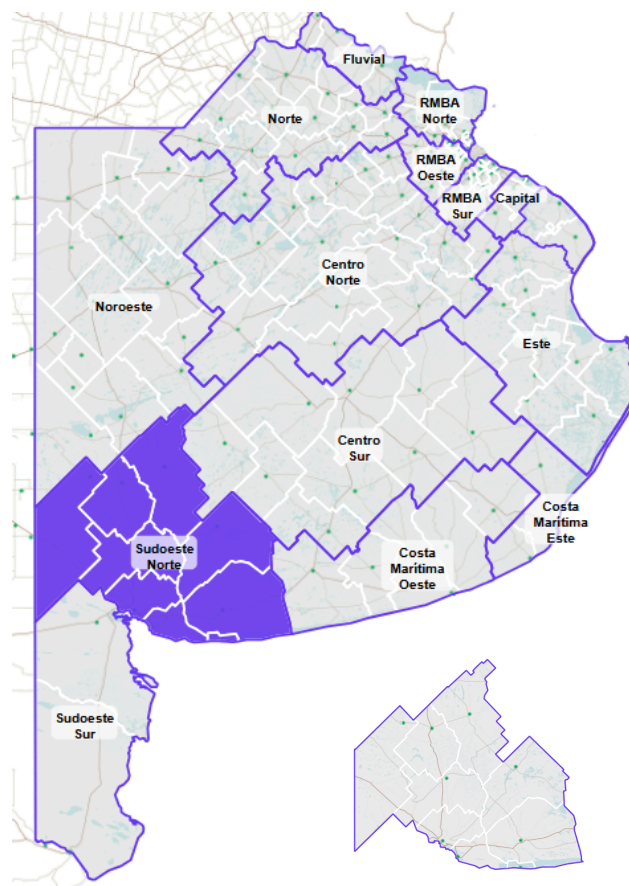 Fluvial
RMBA
Norte
Norte
RMBA
Oeste
RMBA
Sur
Capital
Centro
Norte
Noroeste
Este
Centro
Sur
Costa
Marítima
Este
Sudoeste
Norte
Costa
Marítima
Oeste
Sudoeste
Sur